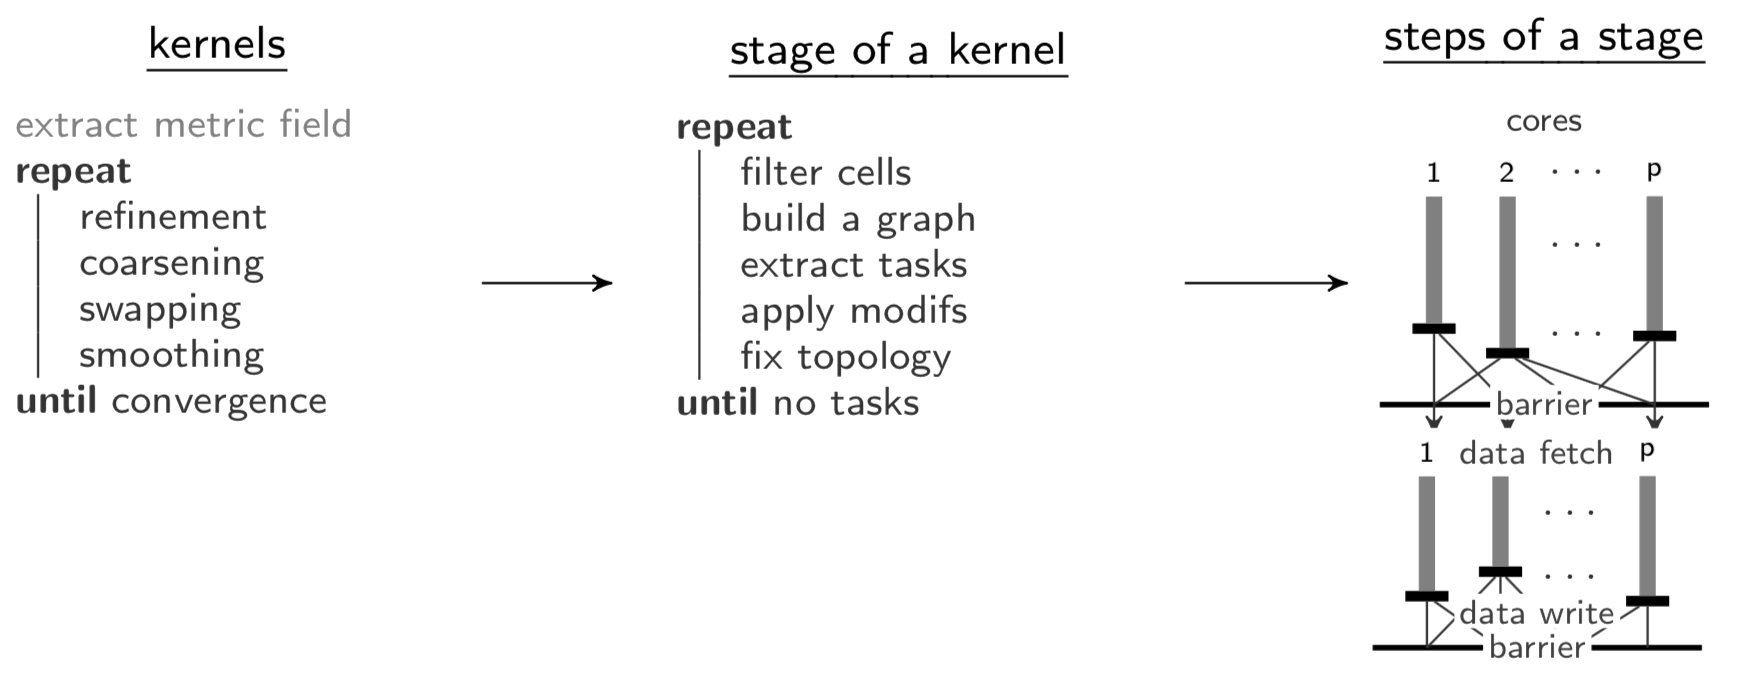 kernels
extract metric field
repeat
refinement
coarsening
swapping
smoothing
until convergence
stage of a kernel
repeat
filter cells
build a graph
extract tasks
apply modifs
fix topology
until no tasks
steps of a stage
cores
1 2 · · · p
· · ·
· · ·
barrier
1 data fetch p
· · ·
· · ·
data write
barrier